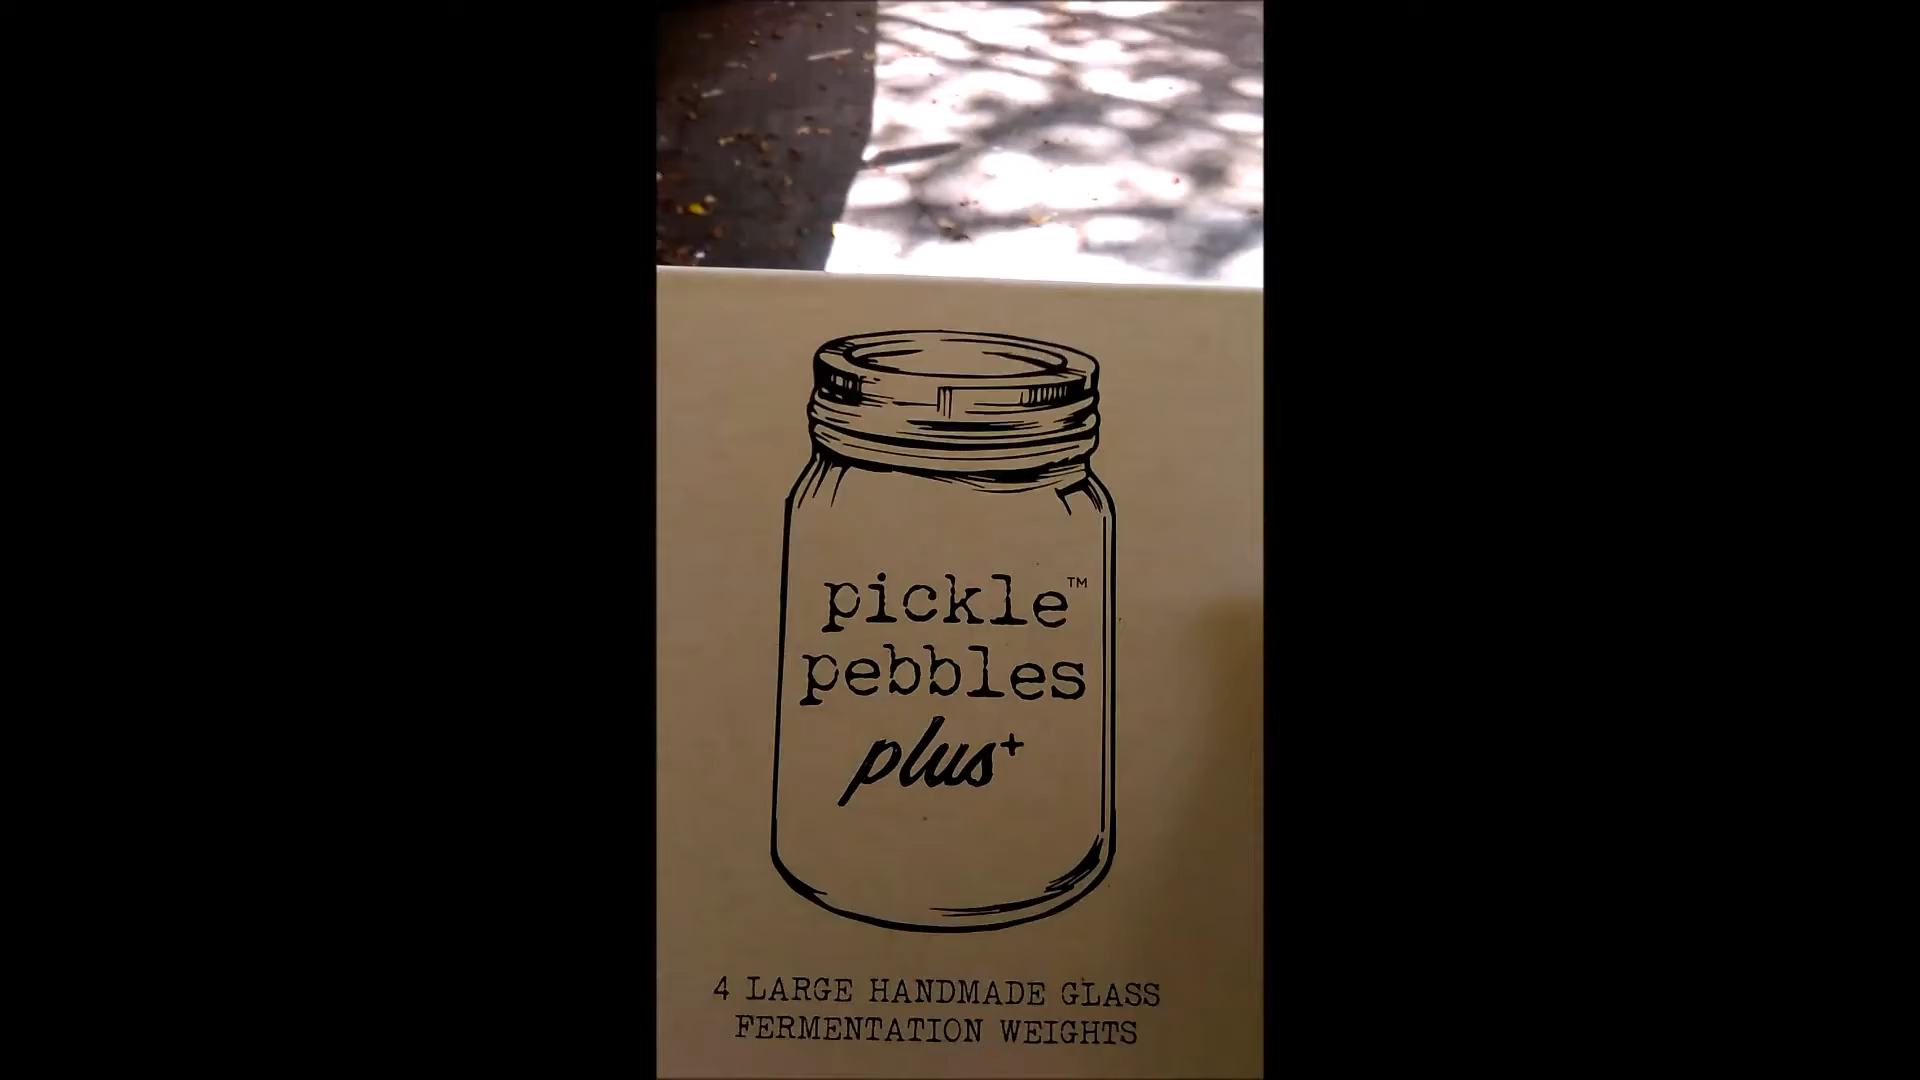 pickle™
pebbles
plus+
4 LARGE HANDMADE GLASS
FERMENTATION WEIGHTS